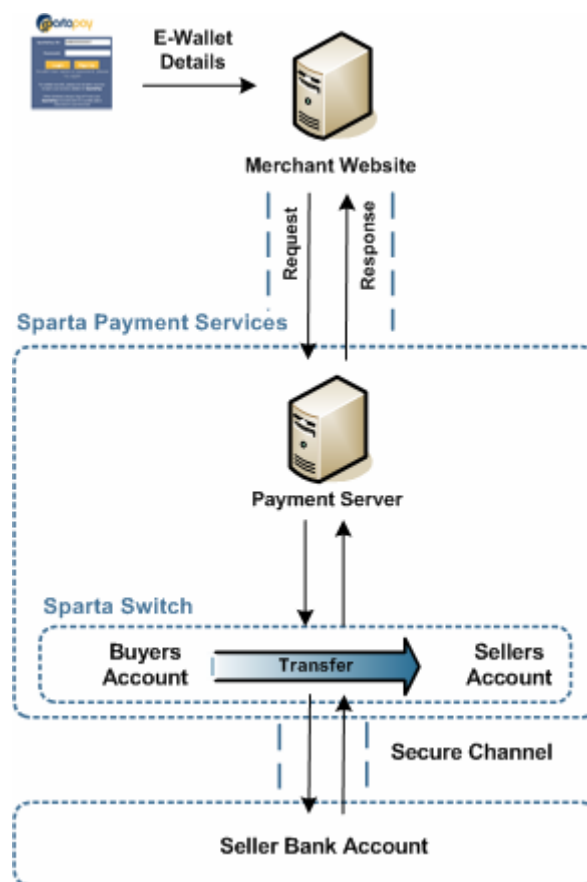 spartapay
E-Wallet
Details
Merchant Website
Request
Response
Sparta Payment Services
Payment Server
Sparta Switch
Buyers
Account
Transfer
Sellers
Account
Secure Channel
Seller Bank Account